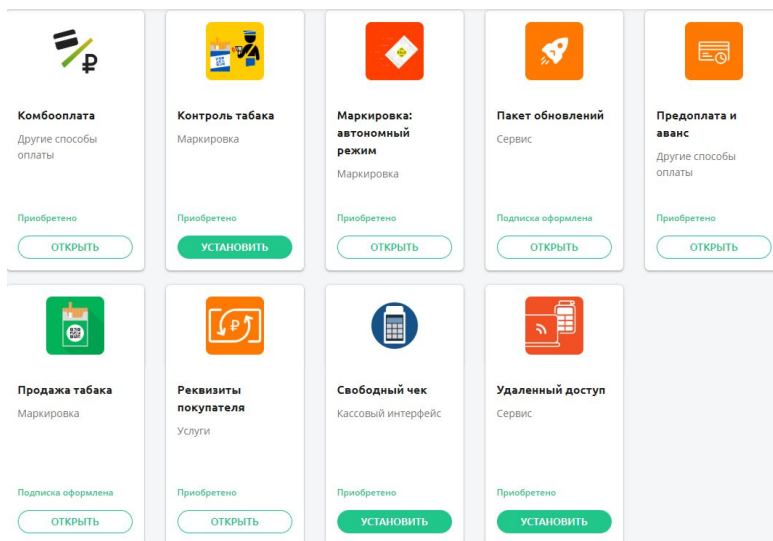 Комбооплата
Другие способы
оплаты
Приобретено
ОТКРЫТЬ
Контроль табака
Маркировка
Приобретено
УСТАНОВИТЬ
Маркировка:
автономный
режим
Маркировка
Приобретено
ОТКРЫТЬ
Пакет обновлений
Сервис
Подписка оформлена
ОТКРЫТЬ
Предоплата и
аванс
Другие способы
оплаты
Приобретено
ОТКРЫТЬ
Продажа табака
Маркировка
Подписка оформлена
ОТКРЫТЬ
Реквизиты
покупателя
Услуги
Приобретено
ОТКРЫТЬ
Свободный чек
Кассовый интерфейс
Приобретено
УСТАНОВИТЬ
Удаленный доступ
Сервис
Приобретено
УСТАНОВИТЬ